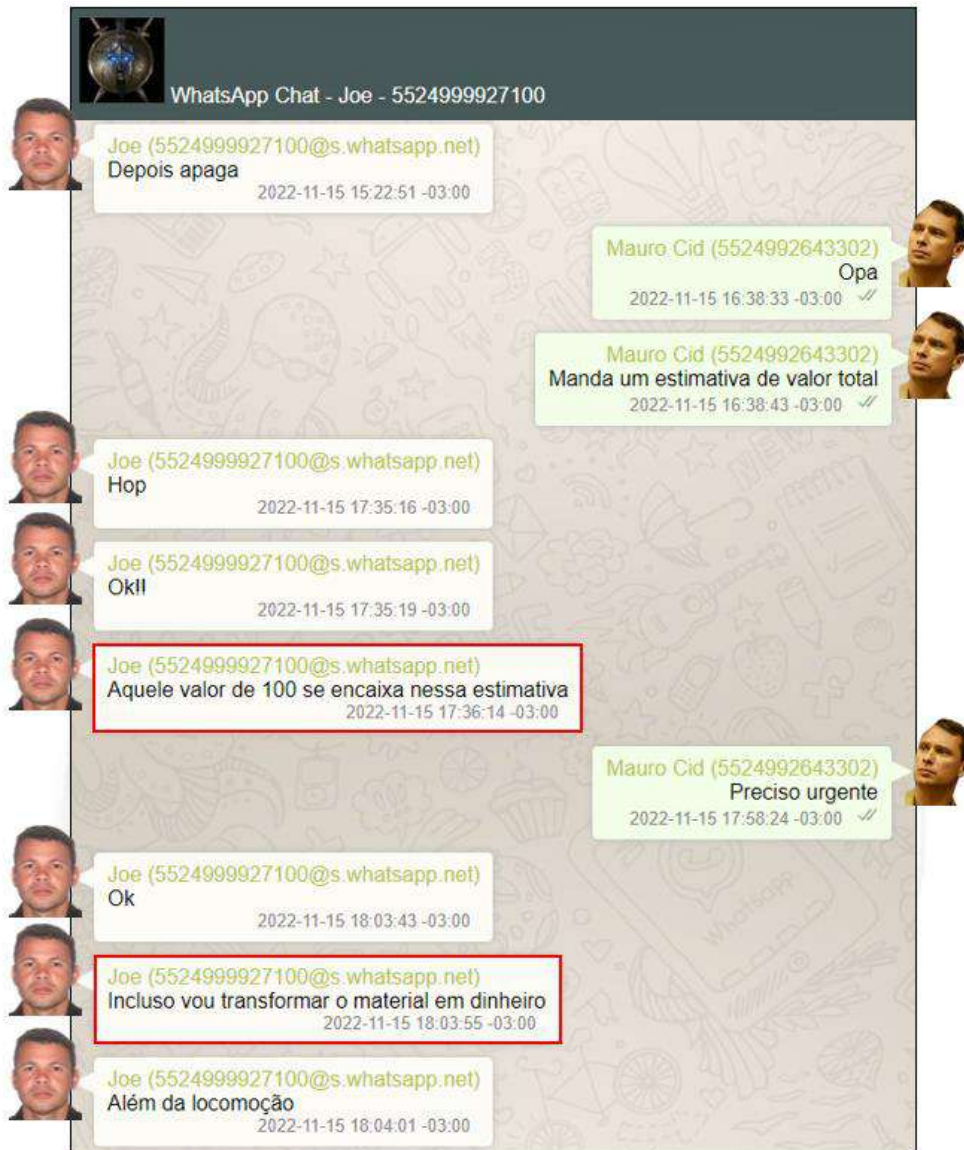 WhatsApp Chat - Joe - 5524999927100
Joe (5524999927100@s.whatsapp.net)
Depois apaga
2022-11-15 15:22:51 -03:00
Mauro Cid (5524992643302)
Opa
2022-11-15 16:38:33 -03:00
Mauro Cid (5524992643302)
Manda um estimativa de valor total
2022-11-15 16:38:43 -03:00
Joe (5524999927100@s.whatsapp.net)
Hop
2022-11-15 17:35:16 -03:00
Joe (5524999927100@s.whatsapp.net)
Ok!!
2022-11-15 17:35:19 -03:00
Joe (5524999927100@s.whatsapp.net)
Aquele valor de 100 se encaixa nessa estimativa
2022-11-15 17:36:14 -03:00
Mauro Cid (5524992643302)
Preciso urgente
2022-11-15 17:58:24 -03:00
Joe (5524999927100@s.whatsapp.net)
Ok
2022-11-15 18:03:43 -03:00
Joe (5524999927100@s.whatsapp.net)
Incluso vou transformar o material em dinheiro
2022-11-15 18:03:55 -03:00
Joe (5524999927100@s.whatsapp.net)
Além da locomoção
2022-11-15 18:04:01 -03:00